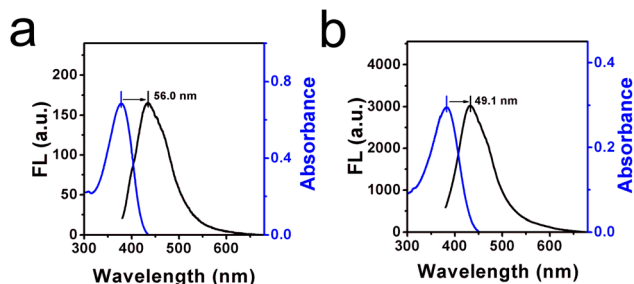 a
56.0 nm
FL (a.u.)
200
150
100
50
0
300 400 500 600
Wavelength (nm)
0.8
0.4
0.0
Absorbance
b
49.1 nm
FL (a.u.)
5000
4000
3000
2000
1000
0
300 400 500 600
Wavelength (nm)
0.4
0.2
0.0
Absorbance